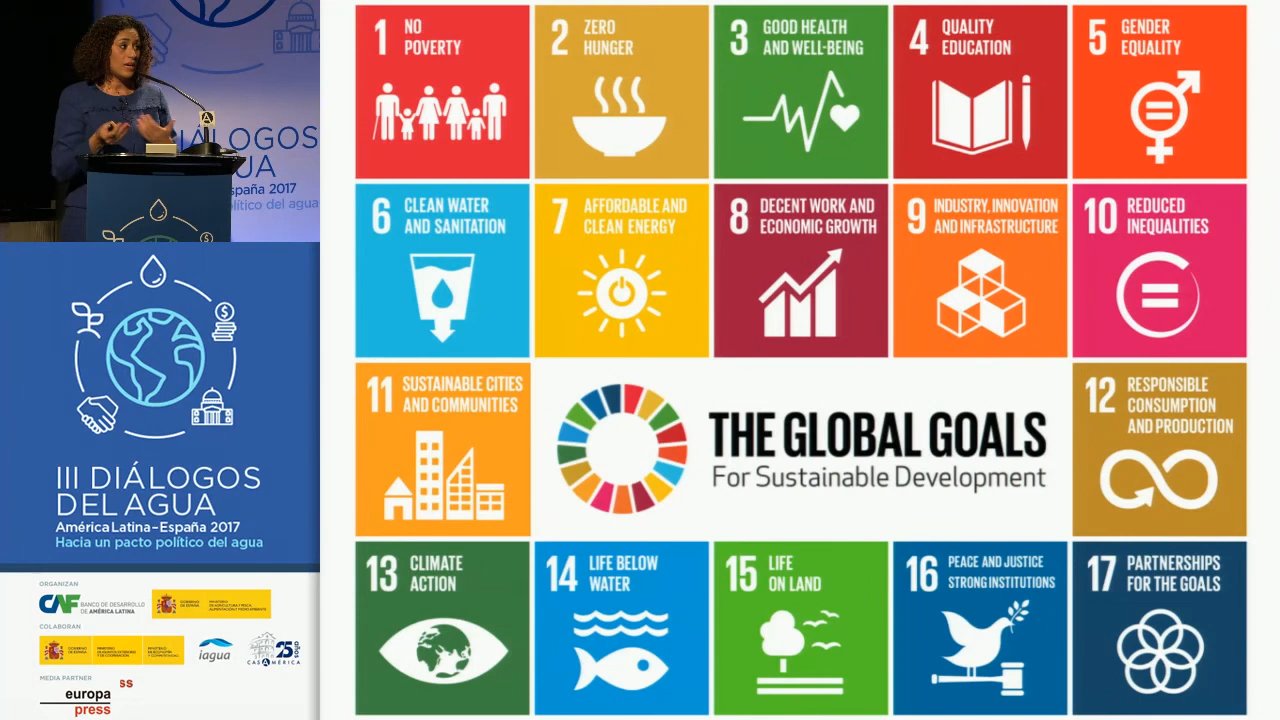 DIÁLOGOS
AGUA
españa 2017
político del agua
III DIÁLOGOS
DEL AGUA
América Latina-España 2017
Hacia un pacto político del agua
ORGANIZAN
CAF BANCO DE DESARROLLO
DE AMÉRICA LATINA
COLABORAN
iagua
CASAMÉRICA
25
MEDIA PARTNER
ss
europa
press
1 NO
POVERTY
2 ZERO
HUNGER
3 GOOD HEALTH
AND WELL-BEING
4 QUALITY
EDUCATION
5 GENDER
EQUALITY
6 CLEAN WATER
AND SANITATION
7 AFFORDABLE AND
CLEAN ENERGY
8 DECENT WORK AND
ECONOMIC GROWTH
9 INDUSTRY, INNOVATION
AND INFRASTRUCTURE
10 REDUCED
INEQUALITIES
11 SUSTAINABLE CITIES
AND COMMUNITIES
THE GLOBAL GOALS
For Sustainable Development
12 RESPONSIBLE
CONSUMPTION
AND PRODUCTION
13 CLIMATE
ACTION
14 LIFE BELOW
WATER
15 LIFE
ON LAND
16 PEACE AND JUSTICE
STRONG INSTITUTIONS
17 PARTNERSHIPS
FOR THE GOALS